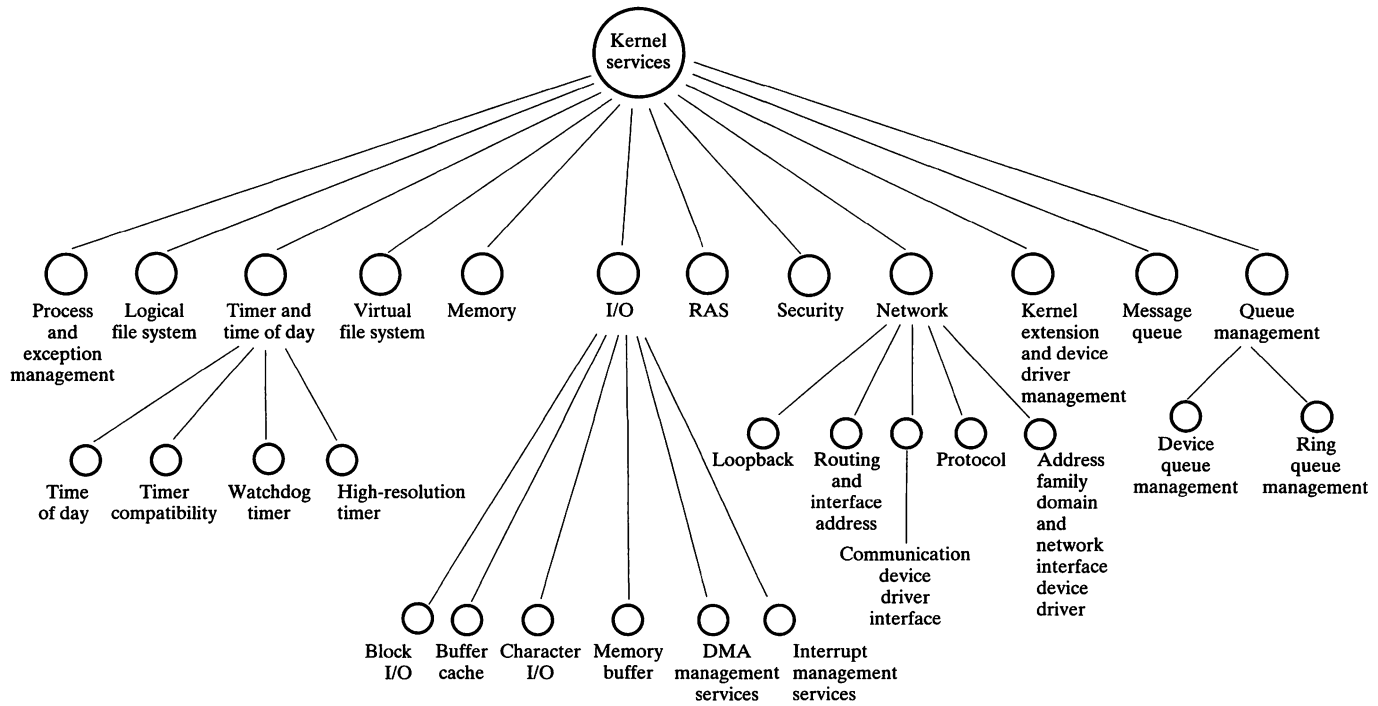 Kernel
services
Process
and
exception
management
Logical
file system
Timer and
time of day
Virtual
file system
Memory
I/O
RAS
Security
Network
Kernel
extension
and device
driver
management
Message
queue
Queue
management
Time
of day
Timer
compatibility
Watchdog
timer
High-resolution
timer
Block
I/O
Buffer
cache
Character
I/O
Memory
buffer
DMA
management
services
Interrupt
management
services
Loopback
Routing
and
interface
address
Communication
device
driver
interface
Protocol
Address
family
domain
and
network
interface
device
driver
Device
queue
management
Ring
queue
management